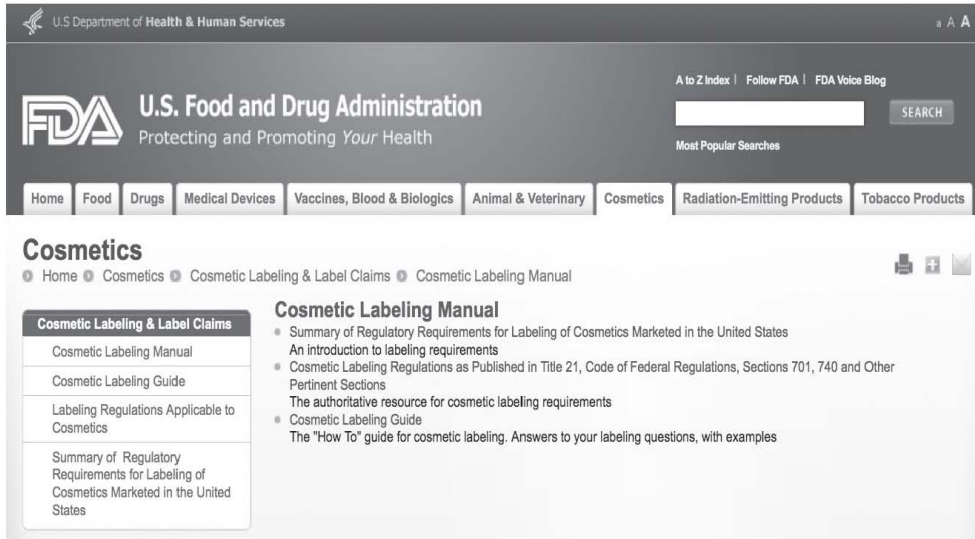 U.S Department of Health & Human Services
a A A
A to Z Index | Follow FDA | FDA Voice Blog
FDA
U.S. Food and Drug Administration
Protecting and Promoting Your Health
SEARCH
Most Popular Searches
Home
Food
Drugs
Medical Devices
Vaccines, Blood & Biologics
Animal & Veterinary
Cosmetics
Radiation-Emitting Products
Tobacco Products
Cosmetics
Home Cosmetics Cosmetic Labeling & Label Claims Cosmetic Labeling Manual
Cosmetic Labeling & Label Claims
Cosmetic Labeling Manual
Cosmetic Labeling Guide
Labeling Regulations Applicable to
Cosmetics
Summary of Regulatory
Requirements for Labeling of
Cosmetics Marketed in the United
States
Cosmetic Labeling Manual
Summary of Regulatory Requirements for Labeling of Cosmetics Marketed in the United States
An introduction to labeling requirements
Cosmetic Labeling Regulations as Published in Title 21, Code of Federal Regulations, Sections 701, 740 and Other
Pertinent Sections
The authoritative resource for cosmetic labeling requirements
Cosmetic Labeling Guide
The "How To" guide for cosmetic labeling. Answers to your labeling questions, with examples